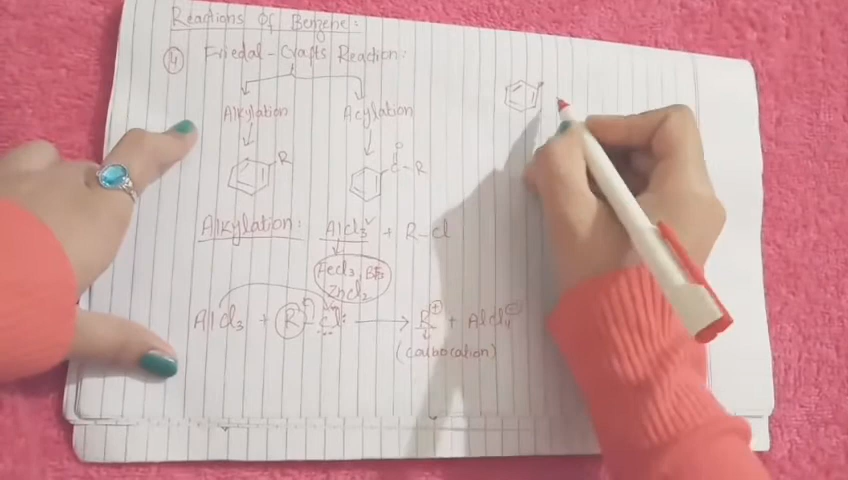 Reactions Of Benzene:
4 Friedal-Crafts Reaction:
Alkylation Acylation
R
O
C-R
Alkylation: AlCl3 + R-Cl
FeCl3, BF3
ZnCl2
AlCl3 + R-Cl: → R⊕ + AlCl4⊖
(carbocation)